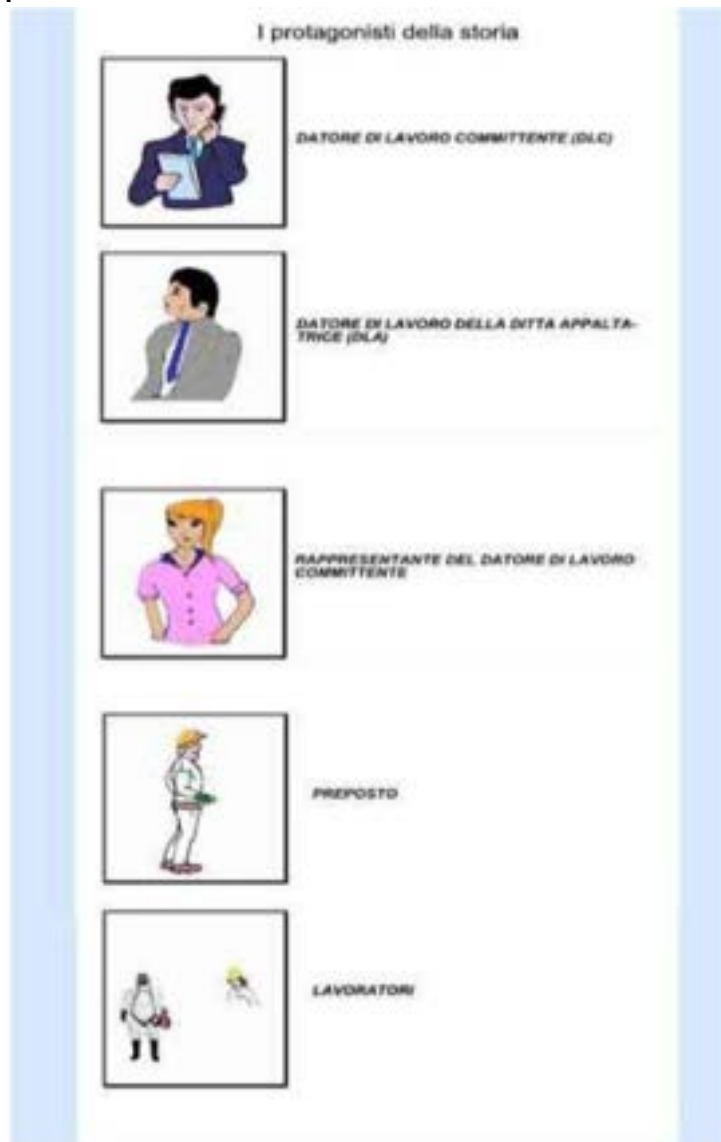 I protagonisti della storia
DATORE DI LAVORO COMMITTENTE (DLC)
DATORE DI LAVORO DELLA DITTA APPALTA-
TRICE (DLA)
RAPPRESENTANTE DEL DATORE DI LAVORO
COMMITTENTE
PREPOSTO
LAVORATORI